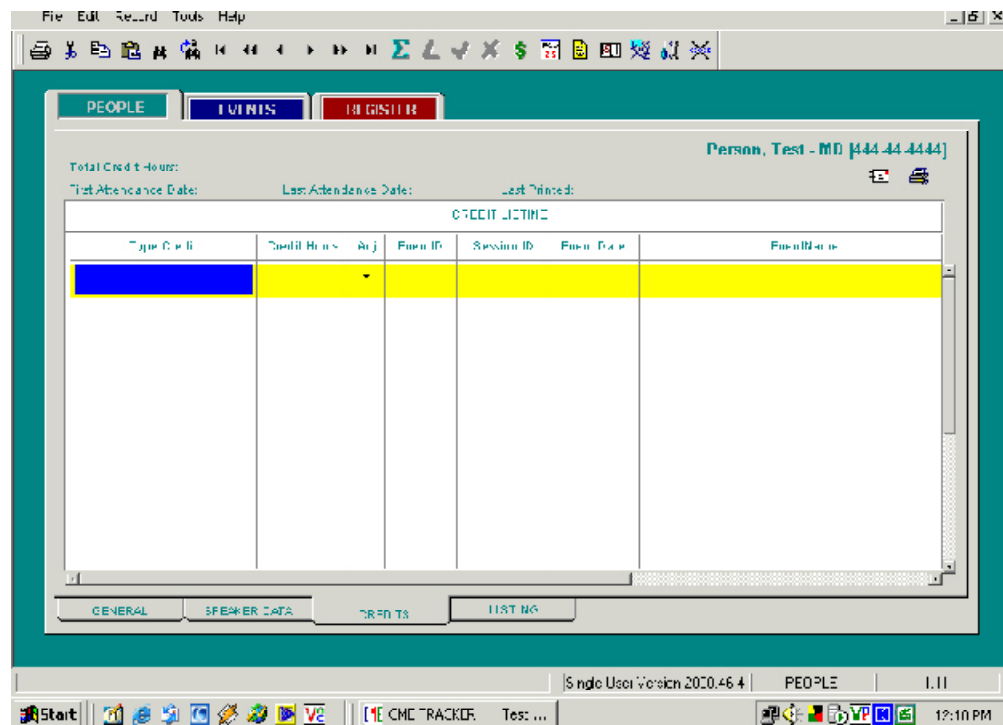 File Edit Record Tools Help
PEOPLE EVENTS REGISTER
Person, Test - MD [444-44-4444]
Total Credit Hours:
First Attendance Date: Last Attendance Date: Last Printed:
CREDIT LISTING
Type Credit Credit Hours Adj Event ID Session ID Event Date Event Name
GENERAL SPEAKER DATA CREDITS LISTING
Single User Version 2000.46.4 PEOPLE
Start CME TRACKER Test ... 12:10 PM